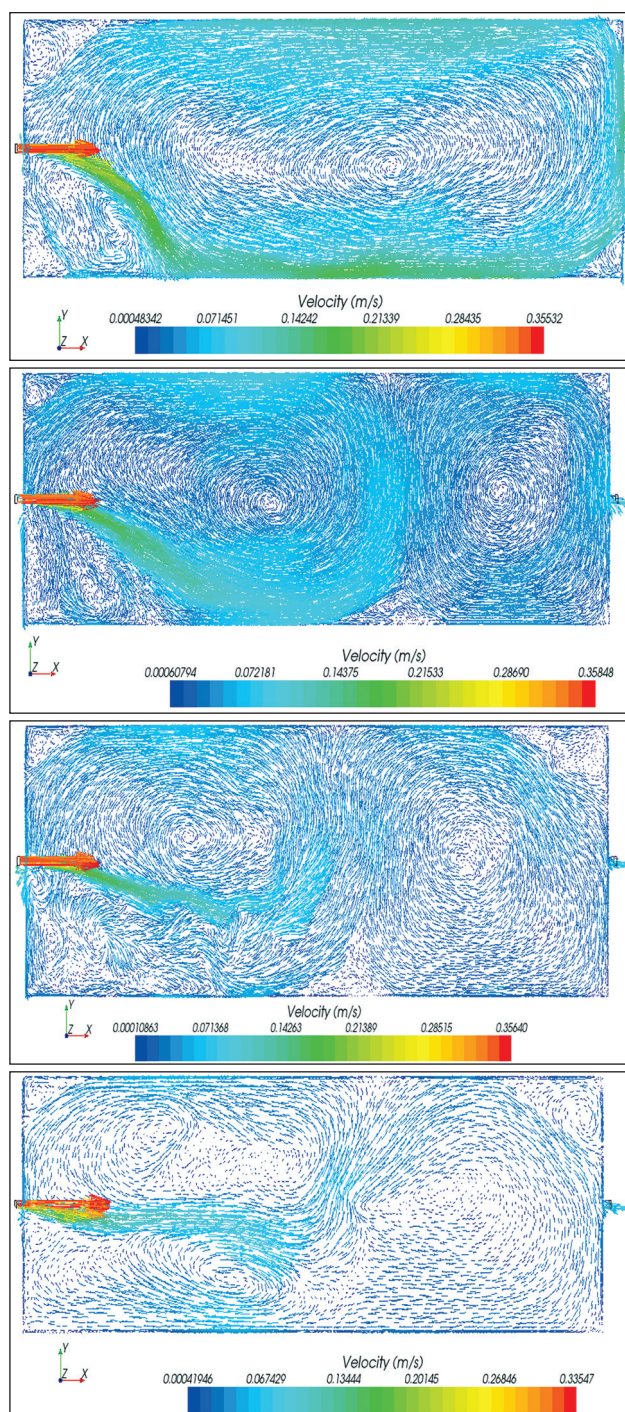 Velocity (m/s)
0.00048342 0.071451 0.14242 0.21339 0.28435 0.35532
Y
Z X
Velocity (m/s)
0.00060794 0.072181 0.14375 0.21533 0.28690 0.35848
Y
Z X
Velocity (m/s)
0.00010863 0.071368 0.14263 0.21389 0.28515 0.35640
Y
Z X
Velocity (m/s)
0.00041946 0.067429 0.13444 0.20145 0.26846 0.33547
Y
Z X